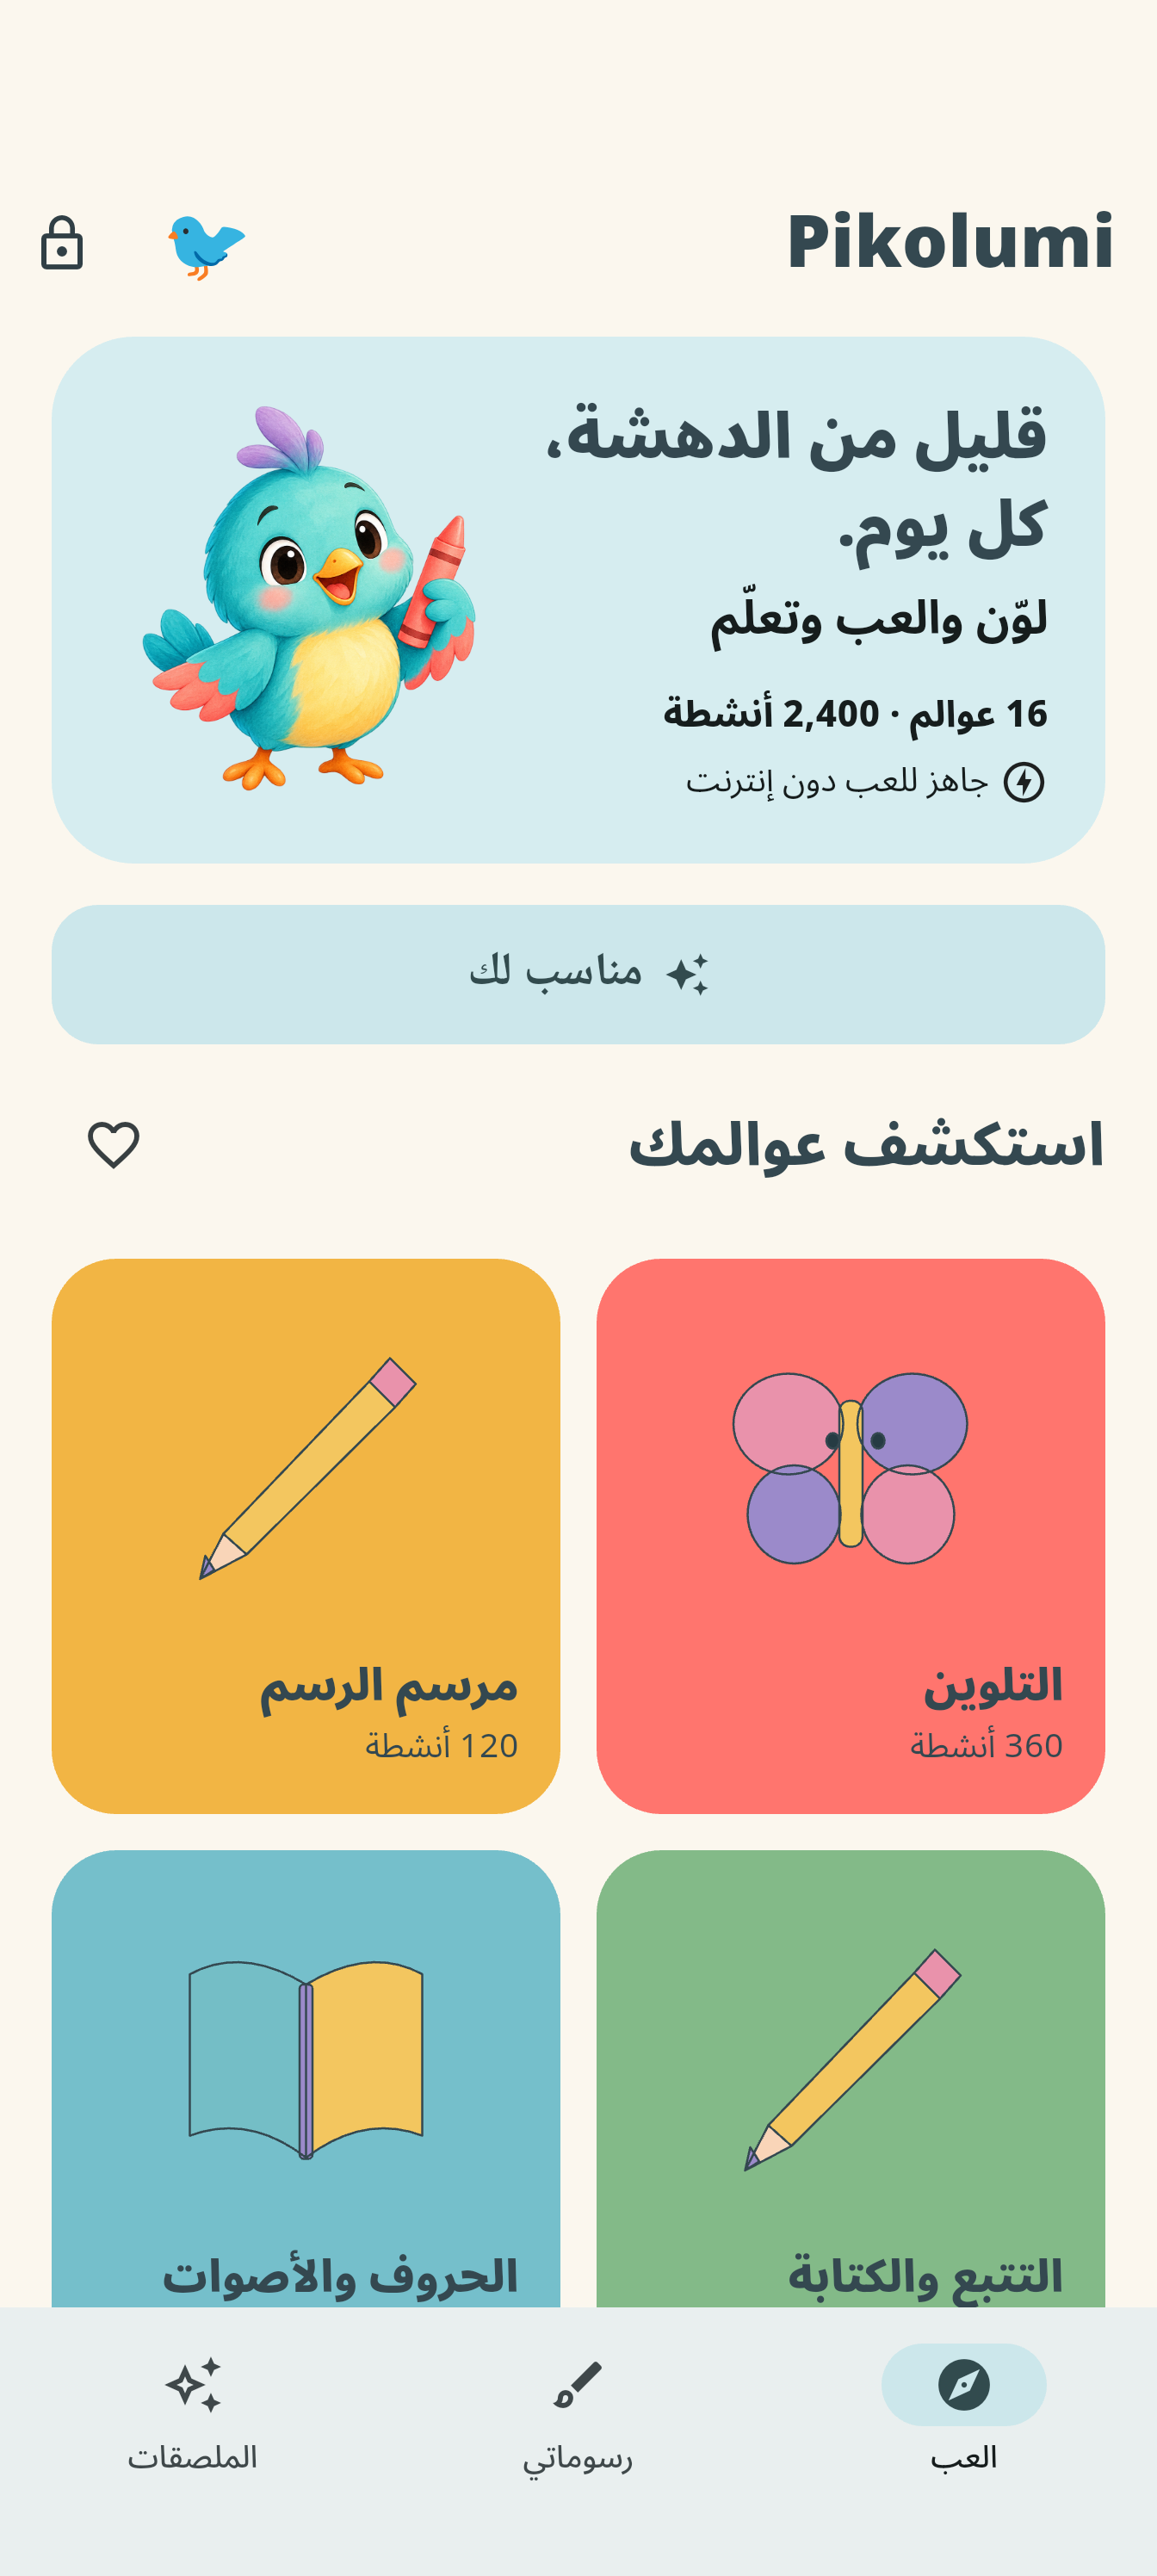 Pikolumi
قليل من الدهشة،
كل يوم.
لوّن والعب وتعلّم
16 عوالم · 2,400 أنشطة
جاهز للعب دون إنترنت
مناسب لك
استكشف عوالمك
التلوين
360 أنشطة
مرسم الرسم
120 أنشطة
التتبع والكتابة
الحروف والأصوات
العب
رسوماتي
الملصقات